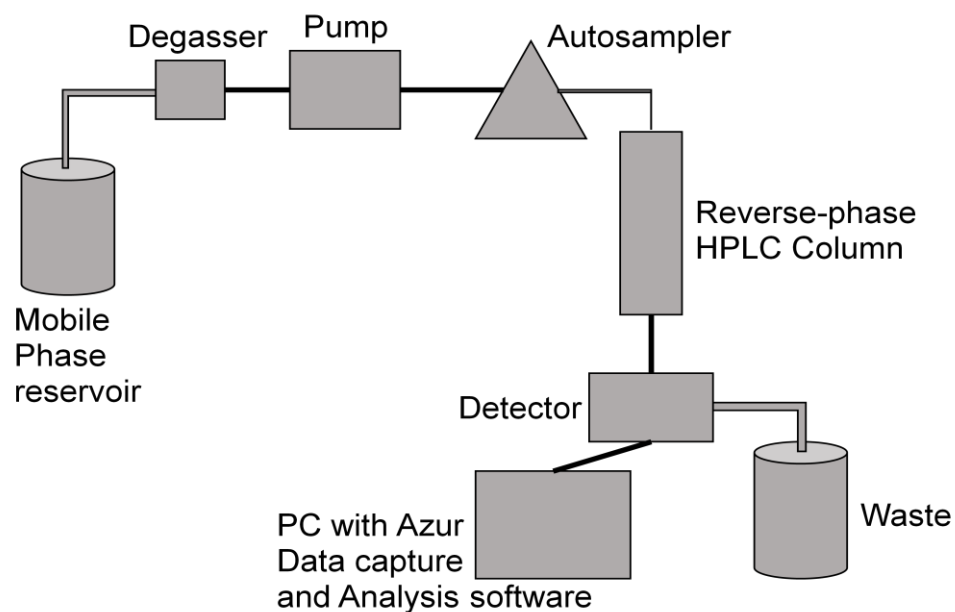 Degasser
Pump
Autosampler
Mobile
Phase
reservoir
Reverse-phase
HPLC Column
Detector
PC with Azur
Data capture
and Analysis software
Waste